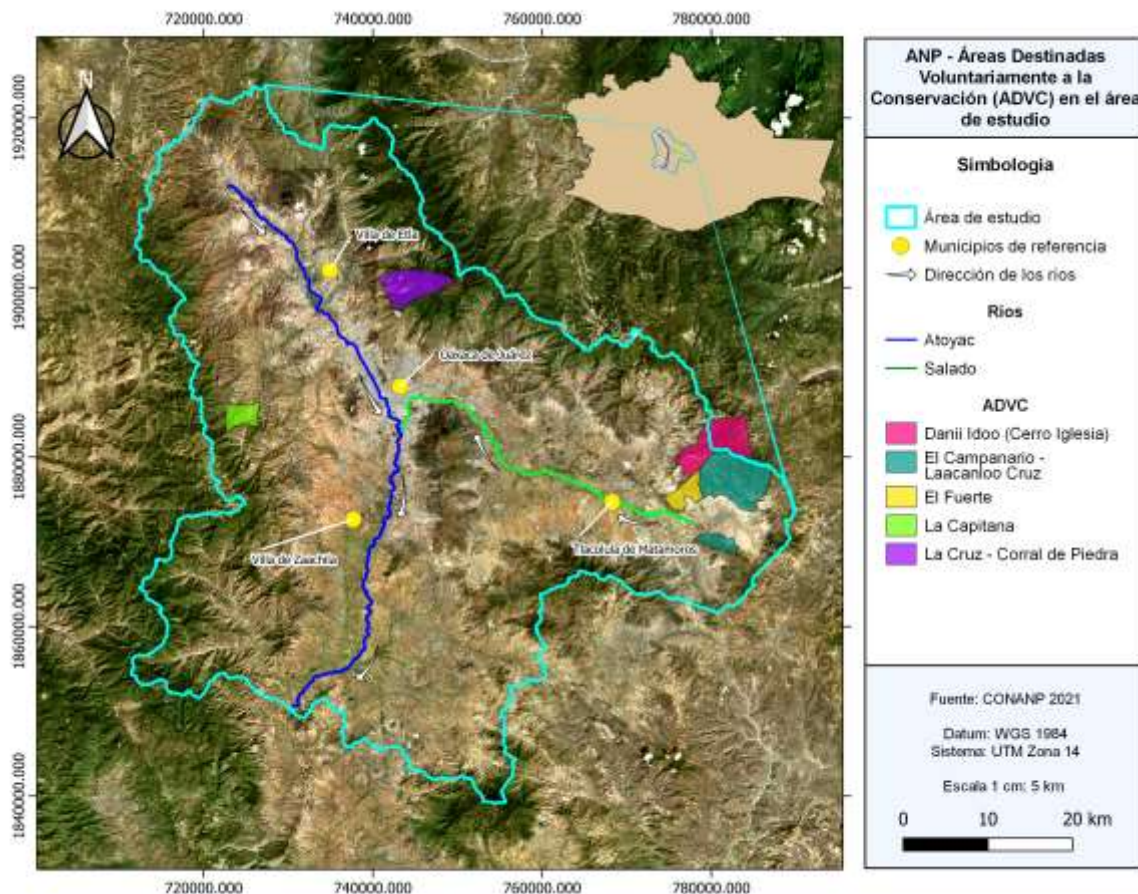 720000.000 740000.000 760000.000 780000.000
1920000.000
1900000.000
1880000.000
1860000.000
1840000.000
N
Villa de Etla
Oaxaca de Juárez
Villa de Zaachila
Tlacolula de Matamoros
720000.000 740000.000 760000.000 780000.000
ANP - Áreas Destinadas
Voluntariamente a la
Conservación (ADVC) en el área
de estudio
Simbologia
Área de estudio
Municipios de referencia
Dirección de los ríos
Ríos
Atoyac
Salado
ADVC
Danii Idoo (Cerro Iglesia)
El Campanario -
Laacanloo Cruz
El Fuerte
La Capitana
La Cruz - Corral de Piedra
Fuente: CONANP 2021
Datum: WGS 1984
Sistema: UTM Zona 14
Escala 1 cm: 5 km
0 10 20 km